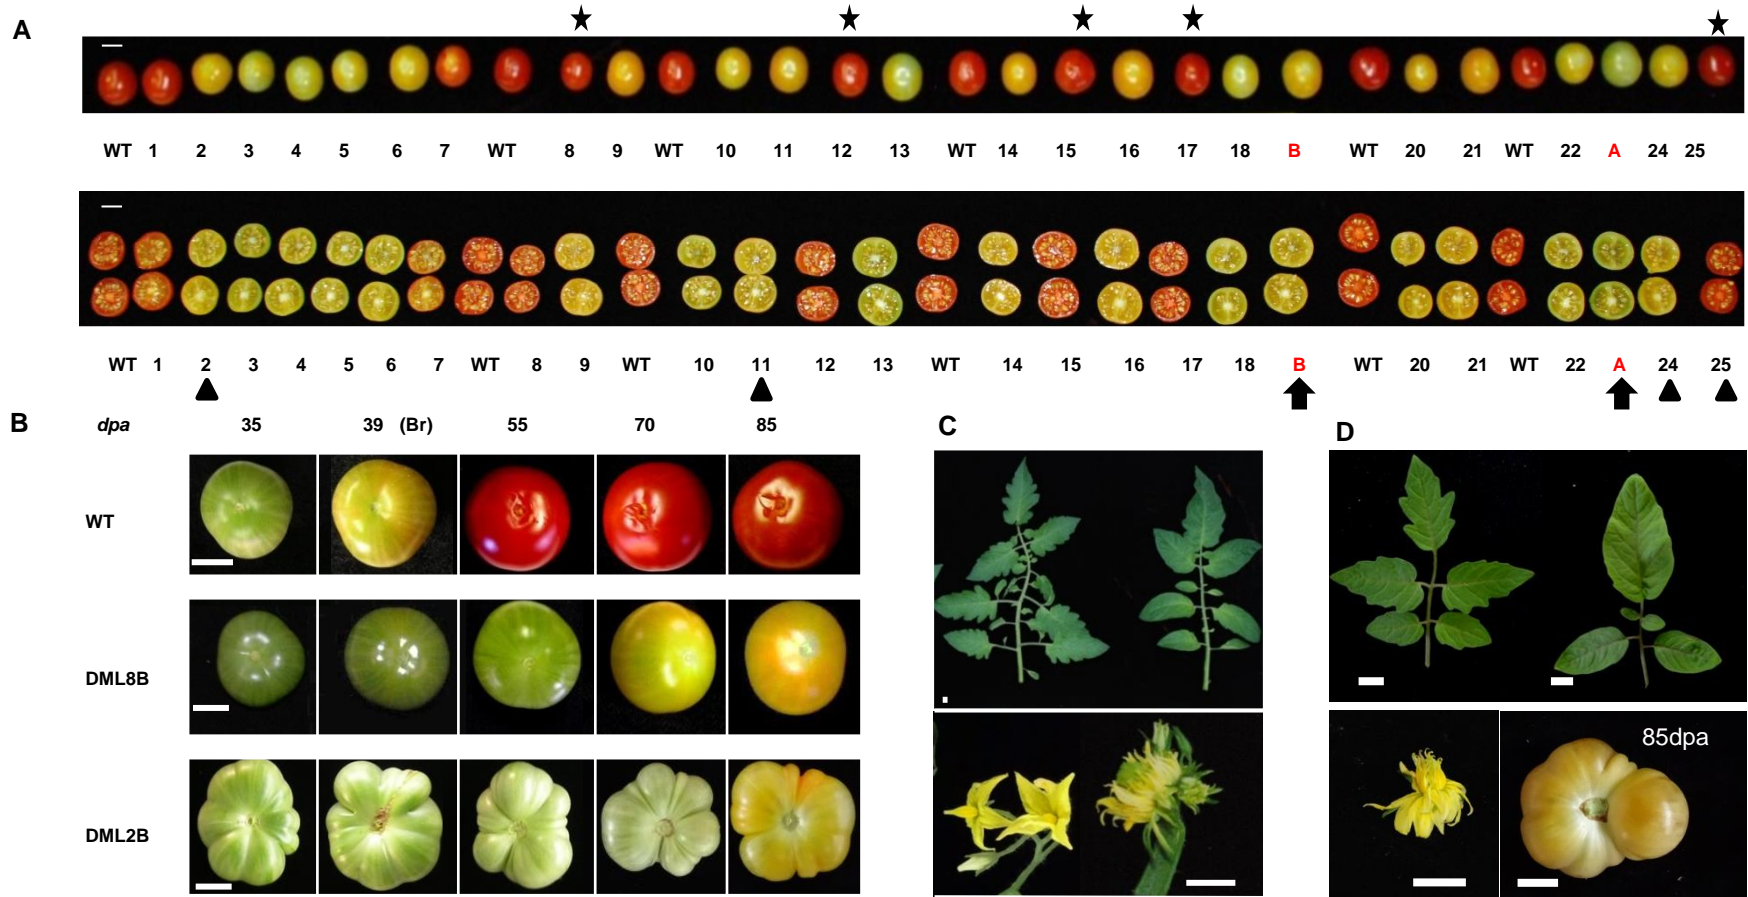 A
WT 1 2 3 4 5 6 7 WT 8 9 WT 10 11 12 13 WT 14 15 16 17 18 B WT 20 21 WT 22 A 24 25
WT 1 2 3 4 5 6 7 WT 8 9 WT 10 11 12 13 WT 14 15 16 17 18 B WT 20 21 WT 22 A 24 25
B
dpa 35 39 (Br) 55 70 85
WT
DML8B
DML2B
C
D
85dpa